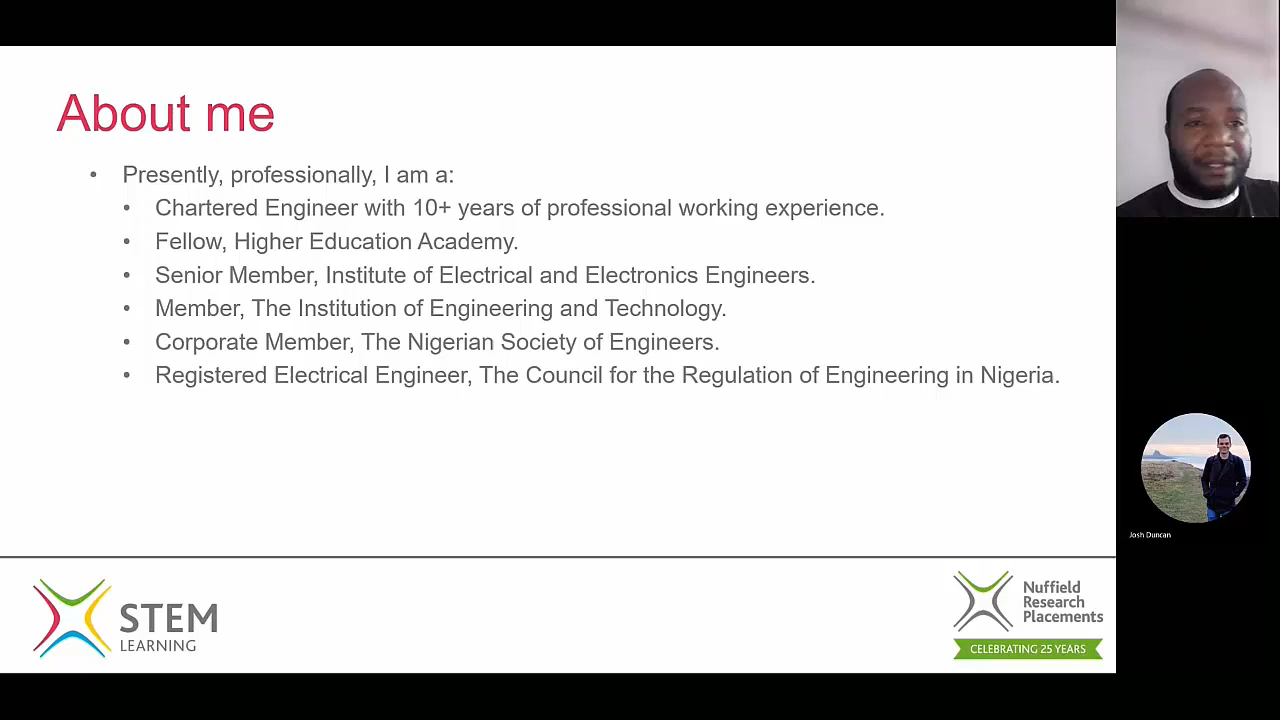 About me
• Presently, professionally, I am a:
• Chartered Engineer with 10+ years of professional working experience.
• Fellow, Higher Education Academy.
• Senior Member, Institute of Electrical and Electronics Engineers.
• Member, The Institution of Engineering and Technology.
• Corporate Member, The Nigerian Society of Engineers.
• Registered Electrical Engineer, The Council for the Regulation of Engineering in Nigeria.
Josh Duncan
STEM
LEARNING
Nuffield
Research
Placements
CELEBRATING 25 YEARS